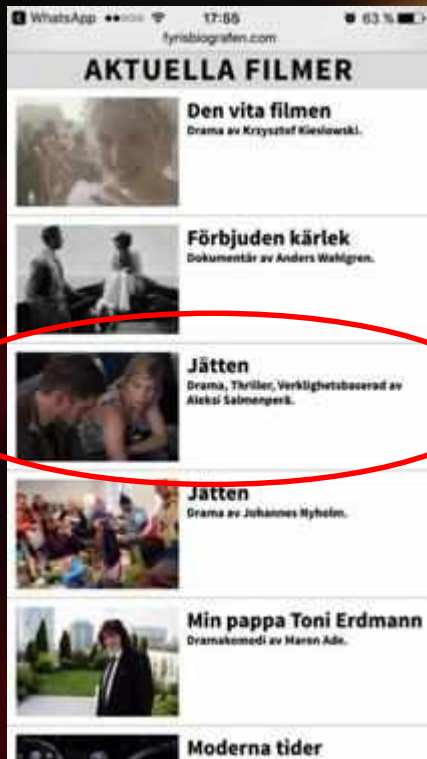 WhatsApp 17:55 63 %
fyrisbiografen.com
AKTUELLA FILMER
Den vita filmen
Drama av Krzysztof Kieslowski.
Förbjuden kärlek
Dokumentär av Anders Wahlgren.
Jätten
Drama, Thriller, Verklighetsbaserad av
Aleksi Salmenperä.
Jätten
Drama av Johannes Nyholm.
Min pappa Toni Erdmann
Dramakomedi av Maren Ade.
Moderna tider